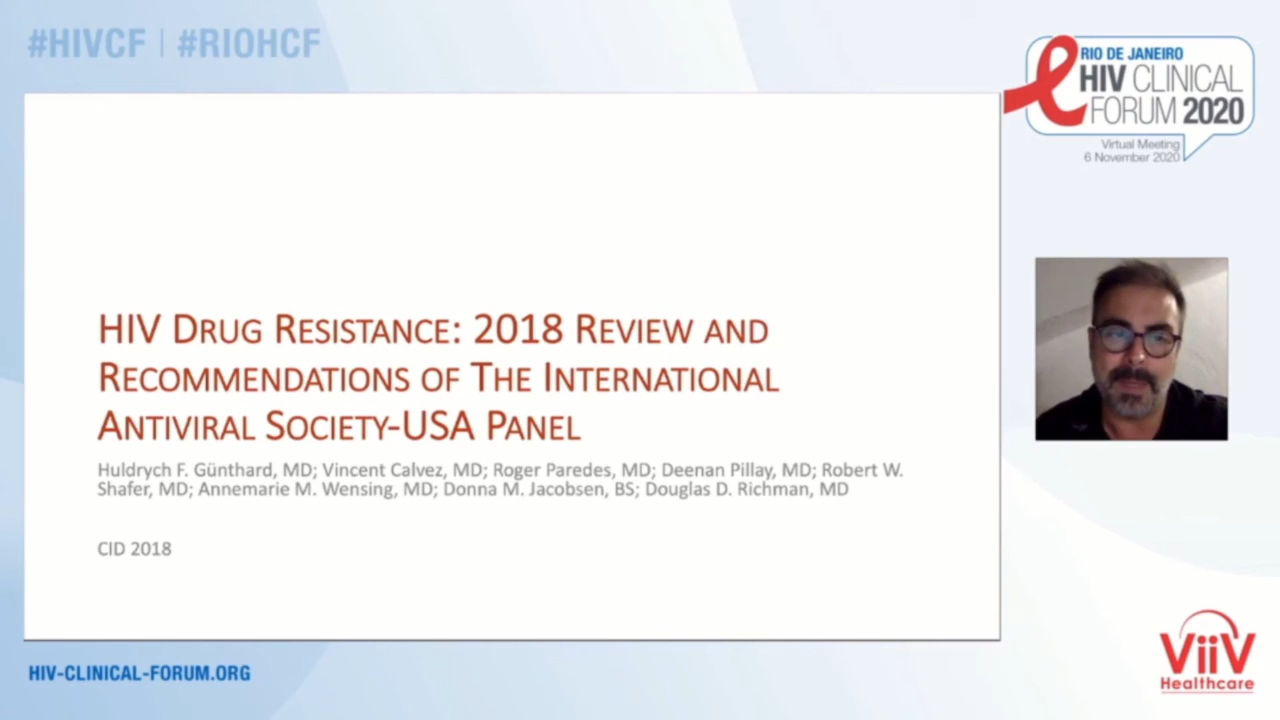 #HIVCF | #RIOHCF
RIO DE JANEIRO
HIV CLINICAL
FORUM 2020
Virtual Meeting
6 November 2020
HIV DRUG RESISTANCE: 2018 REVIEW AND
RECOMMENDATIONS OF THE INTERNATIONAL
ANTIVIRAL SOCIETY-USA PANEL
Huldrych F. Günthard, MD; Vincent Calvez, MD; Roger Paredes, MD; Deenan Pillay, MD; Robert W.
Shafer, MD; Annemarie M. Wensing, MD; Donna M. Jacobsen, BS; Douglas D. Richman, MD
CID 2018
HIV-CLINICAL-FORUM.ORG
ViiV
Healthcare